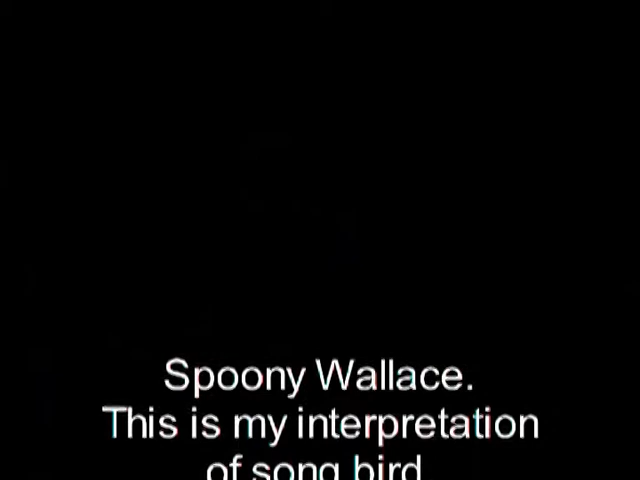 Spoony Wallace.
This is my interpretation
of song bird